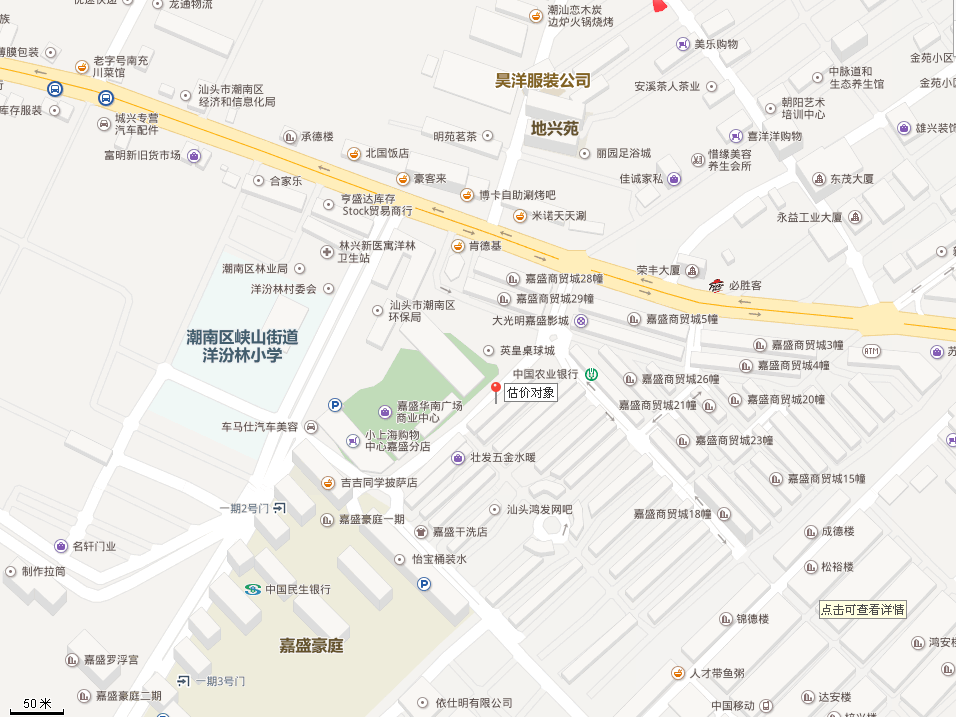 优速快递
龙通物流
族
潮汕恋木炭
边炉火锅烧烤
美乐购物
薄膜包装
老字号南充
川菜馆
昊洋服装公司
安溪茶人茶业
中脉道和
生态养生馆
金苑小区
金苑小
库存服装
汕头市潮南区
经济和信息化局
城兴专营
汽车配件
承德楼
明苑茗茶
地兴苑
朝阳艺术
培训中心
喜洋洋购物
雄兴装饰
富明新旧货市场
北国饭店
丽园足浴城
惜缘美容
养生会所
合家乐
豪客来
佳诚家私
东茂大厦
亨盛达库存
Stock贸易商行
博卡自助涮烤吧
米诺天天涮
永益工业大厦
林兴新医寓洋林
卫生站
肯德基
新
潮南区林业局
洋汾林村委会
嘉盛商贸城28幢
荣丰大厦
必胜客
嘉盛商贸城29幢
汕头市潮南区
环保局
大光明嘉盛影城
嘉盛商贸城5幢
潮南区峡山街道
洋汾林小学
英皇桌球城
嘉盛商贸城3幢
ATM
苏
嘉盛商贸城4幢
中国农业银行
嘉盛商贸城26幢
估价对象
P
嘉盛华南广场
商业中心
嘉盛商贸城21幢
嘉盛商贸城20幢
车马仕汽车美容
小上海购物
中心嘉盛分店
嘉盛商贸城23幢
壮发五金水暖
吉吉同学披萨店
嘉盛商贸城15幢
一期2号门
嘉盛豪庭一期
汕头鸿发网吧
嘉盛商贸城18幢
嘉盛干洗店
成德楼
名轩门业
怡宝桶装水
松裕楼
制作拉筒
中国民生银行
P
点击可查看详情
锦德楼
嘉盛豪庭
鸿安楼
嘉盛罗浮宫
一期3号门
人才带鱼粥
嘉盛豪庭二期
依仕明有限公司
中国移动
达安楼
50 米